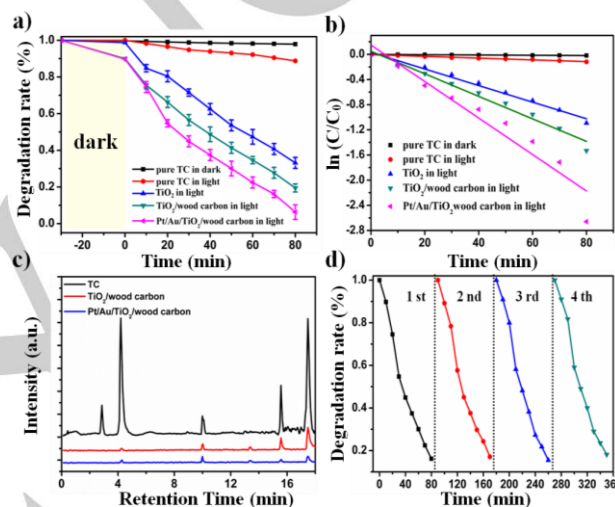 a)
Degradation rate (%)
1.0
0.8
0.6
0.4
0.2
0.0
dark
pure TC in dark
pure TC in light
TiO₂ in light
TiO₂/wood carbon in light
Pt/Au/TiO₂/wood carbon in light
-20 0 20 40 60 80
Time (min)
b)
ln (C/C₀)
0.0
-0.4
-0.8
-1.2
-1.6
-2.0
-2.4
-2.8
pure TC in dark
pure TC in light
TiO₂ in light
TiO₂/wood carbon in light
Pt/Au/TiO₂wood carbon in light
0 20 40 60 80
Time (min)
c)
Intensity (a.u.)
TC
TiO₂/wood carbon
Pt/Au/TiO₂/wood carbon
0 2 4 6 8 10 12 14 16
Retention Time (min)
d)
Degradation rate (%)
1.0
0.8
0.6
0.4
0.2
1 st 2 nd 3 rd 4 th
0 40 80 120 160 200 240 280 320 360
Time (min)